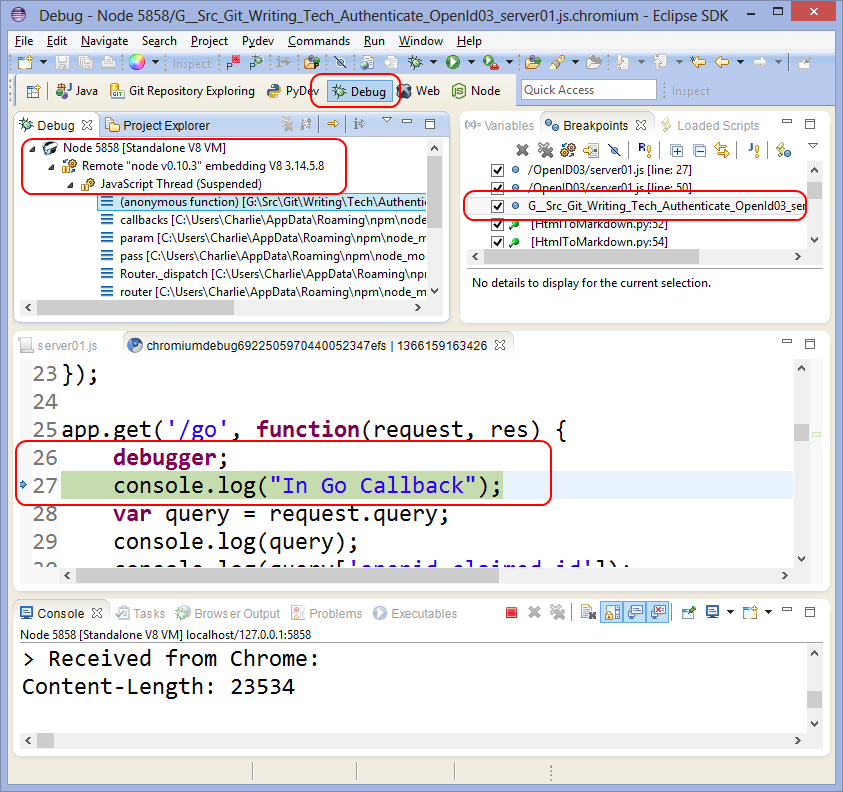 Debug - Node 5858/G__Src_Git_Writing_Tech_Authenticate_OpenId03_server01.js.chromium - Eclipse SDK
File Edit Navigate Search Project Pydev Commands Run Window Help
Inspect
Java Git Repository Exploring PyDev Debug Web Node Quick Access Inspect
Debug Project Explorer
Node 5858 [Standalone V8 VM]
Remote "node v0.10.3" embedding V8 3.14.5.8
JavaScript Thread (Suspended)
(anonymous function) [G:\Src\Git\Writing\Tech\Authentic
callbacks [C:\Users\Charlie\AppData\Roaming\npm\node
param [C:\Users\Charlie\AppData\Roaming\npm\node_m
pass [C:\Users\Charlie\AppData\Roaming\npm\node_mo
Router._dispatch [C:\Users\Charlie\AppData\Roaming\npn
router [C:\Users\Charlie\AppData\Roaming\npm\node_m
(x)= Variables Breakpoints Loaded Scripts
/OpenID03/server01.js [line: 27]
/OpenID03/server01.js [line: 50]
G__Src_Git_Writing_Tech_Authenticate_OpenId03_ser
[HtmlToMarkdown.py:52]
[HtmlToMarkdown.py:54]
No details to display for the current selection.
server01.js chromiumdebug6922505970440052347efs | 1366159163426
23 });
24
25 app.get('/go', function(request, res) {
26 debugger;
27 console.log("In Go Callback");
28 var query = request.query;
29 console.log(query);
30 console.log(query['openid.claimed_id']);
Console Tasks Browser Output Problems Executables
Node 5858 [Standalone V8 VM] localhost/127.0.0.1:5858
> Received from Chrome:
Content-Length: 23534